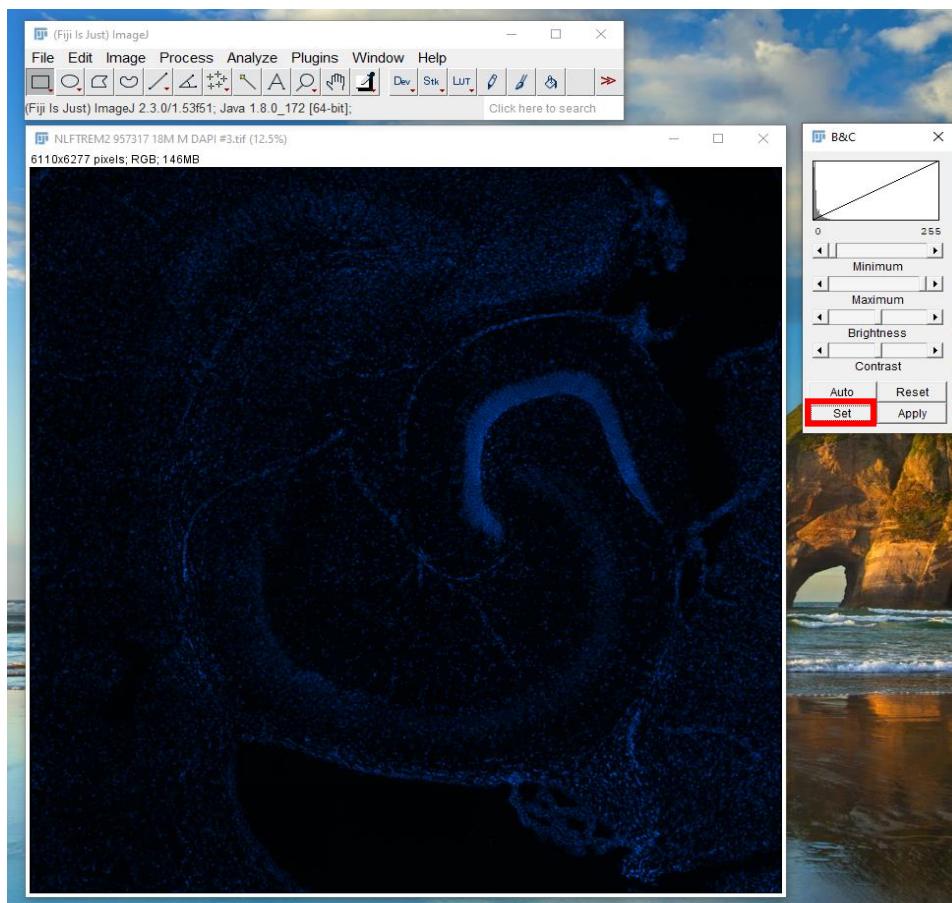 (Fiji Is Just) ImageJ
File Edit Image Process Analyze Plugins Window Help
Dev Stk LUT
(Fiji Is Just) ImageJ 2.3.0/1.53f51; Java 1.8.0_172 [64-bit]; Click here to search
NLFTREM2 957317 18M M DAPI #3.tif (12.5%)
6110x6277 pixels; RGB; 146MB
B&C
0 255
Minimum
Maximum
Brightness
Contrast
Auto Reset
Set Apply